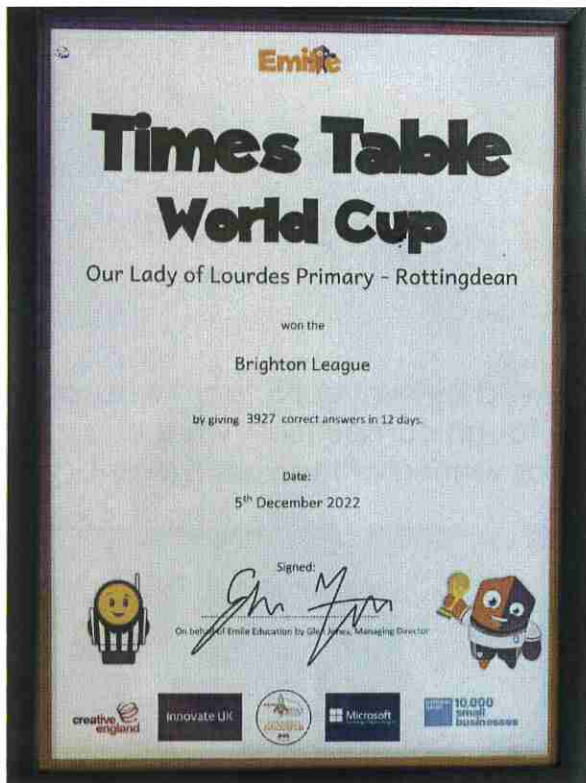 Emile
Times Table
World Cup
Our Lady of Lourdes Primary - Rottingdean
won the
Brighton League
by giving 3927 correct answers in 12 days.
Date:
5th December 2022
Signed:
On behalf of Emile Education by Glen Jones, Managing Director
creative england
Innovate UK
Microsoft
10,000
small
businesses